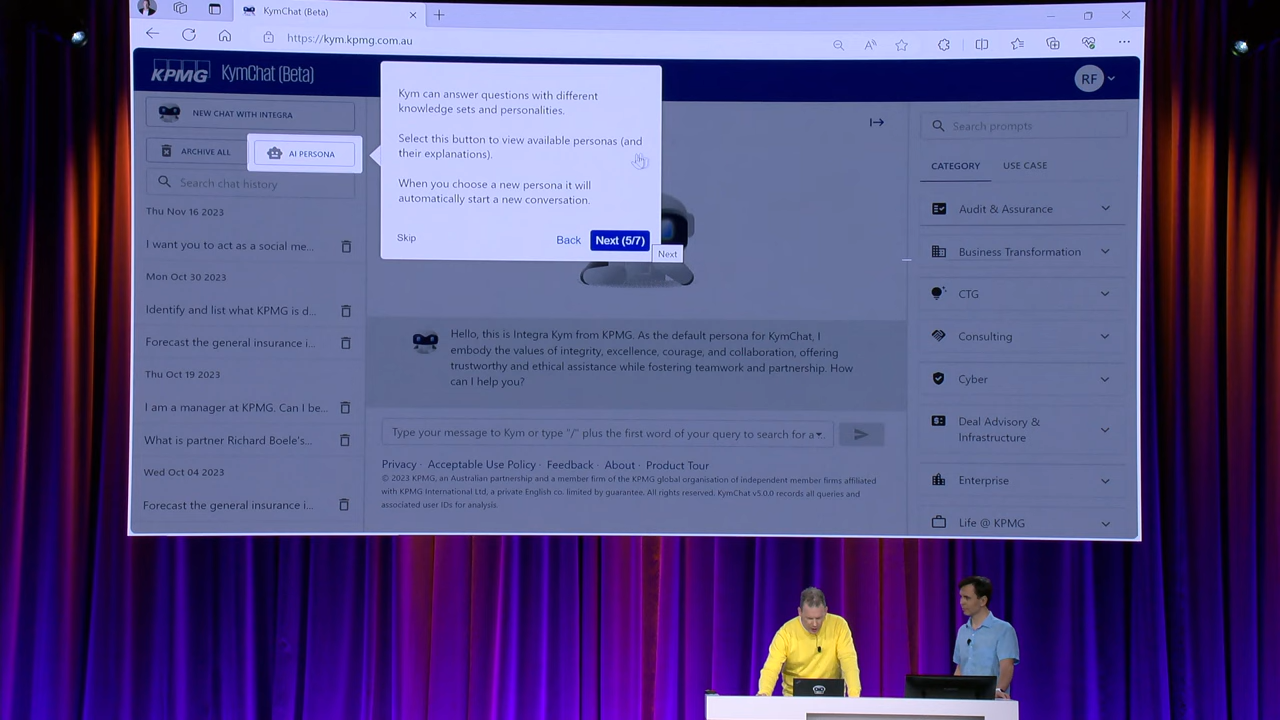 KymChat (Beta)
https://kym.kpmg.com.au
KPMG KymChat (Beta)
RF
NEW CHAT WITH INTEGRA
ARCHIVE ALL
AI PERSONA
Search chat history
Thu Nov 16 2023
I want you to act as a social me...
Mon Oct 30 2023
Identify and list what KPMG is d...
Forecast the general insurance i...
Thu Oct 19 2023
I am a manager at KPMG. Can I be...
What is partner Richard Boele's...
Wed Oct 04 2023
Forecast the general insurance i...
Kym can answer questions with different
knowledge sets and personalities.
Select this button to view available personas (and
their explanations).
When you choose a new persona it will
automatically start a new conversation.
Skip
Back
Next (5/7)
Next
Hello, this is Integra Kym from KPMG. As the default persona for KymChat, I
embody the values of integrity, excellence, courage, and collaboration, offering
trustworthy and ethical assistance while fostering teamwork and partnership. How
can I help you?
Type your message to Kym or type "/" plus the first word of your query to search for a...
Privacy · Acceptable Use Policy · Feedback · About · Product Tour
© 2023 KPMG, an Australian partnership and a member firm of the KPMG global organisation of independent member firms affiliated
with KPMG International Ltd, a private English co. limited by guarantee. All rights reserved. KymChat v5.0.0 records all queries and
associated user IDs for analysis.
Search prompts
CATEGORY
USE CASE
Audit & Assurance
Business Transformation
CTG
Consulting
Cyber
Deal Advisory &
Infrastructure
Enterprise
Life @ KPMG